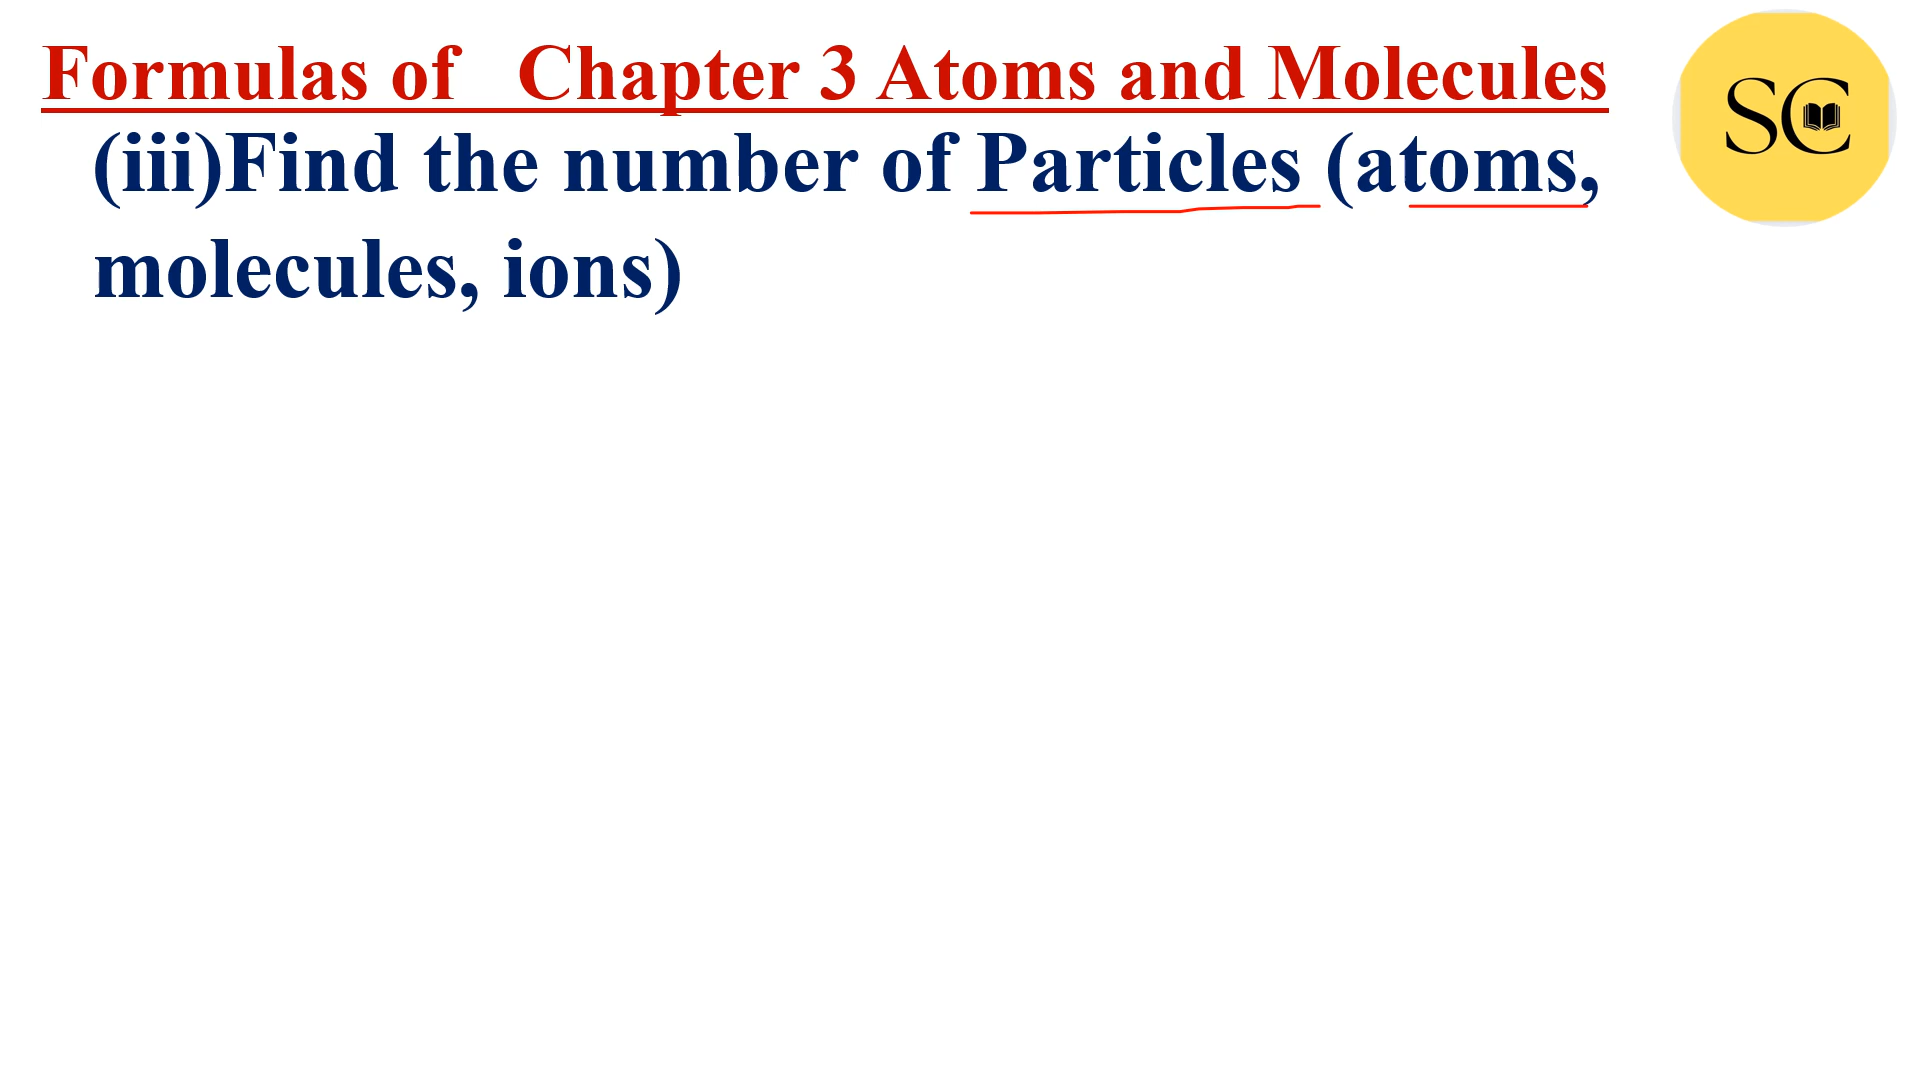 Formulas of Chapter 3 Atoms and Molecules
(iii)Find the number of Particles (atoms,
molecules, ions)
SC